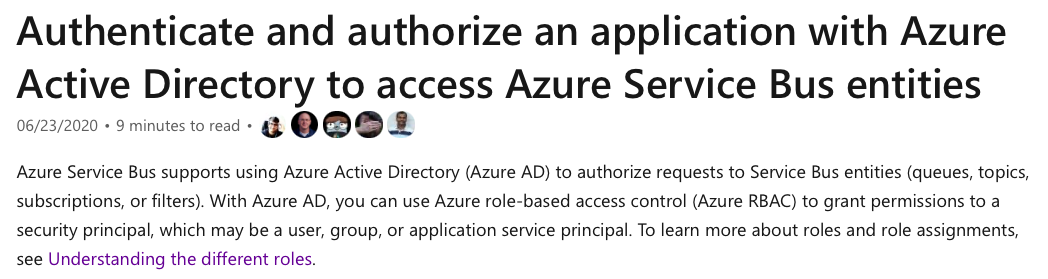 Authenticate and authorize an application with Azure
Active Directory to access Azure Service Bus entities
06/23/2020 • 9 minutes to read •
Azure Service Bus supports using Azure Active Directory (Azure AD) to authorize requests to Service Bus entities (queues, topics,
subscriptions, or filters). With Azure AD, you can use Azure role-based access control (Azure RBAC) to grant permissions to a
security principal, which may be a user, group, or application service principal. To learn more about roles and role assignments,
see Understanding the different roles.